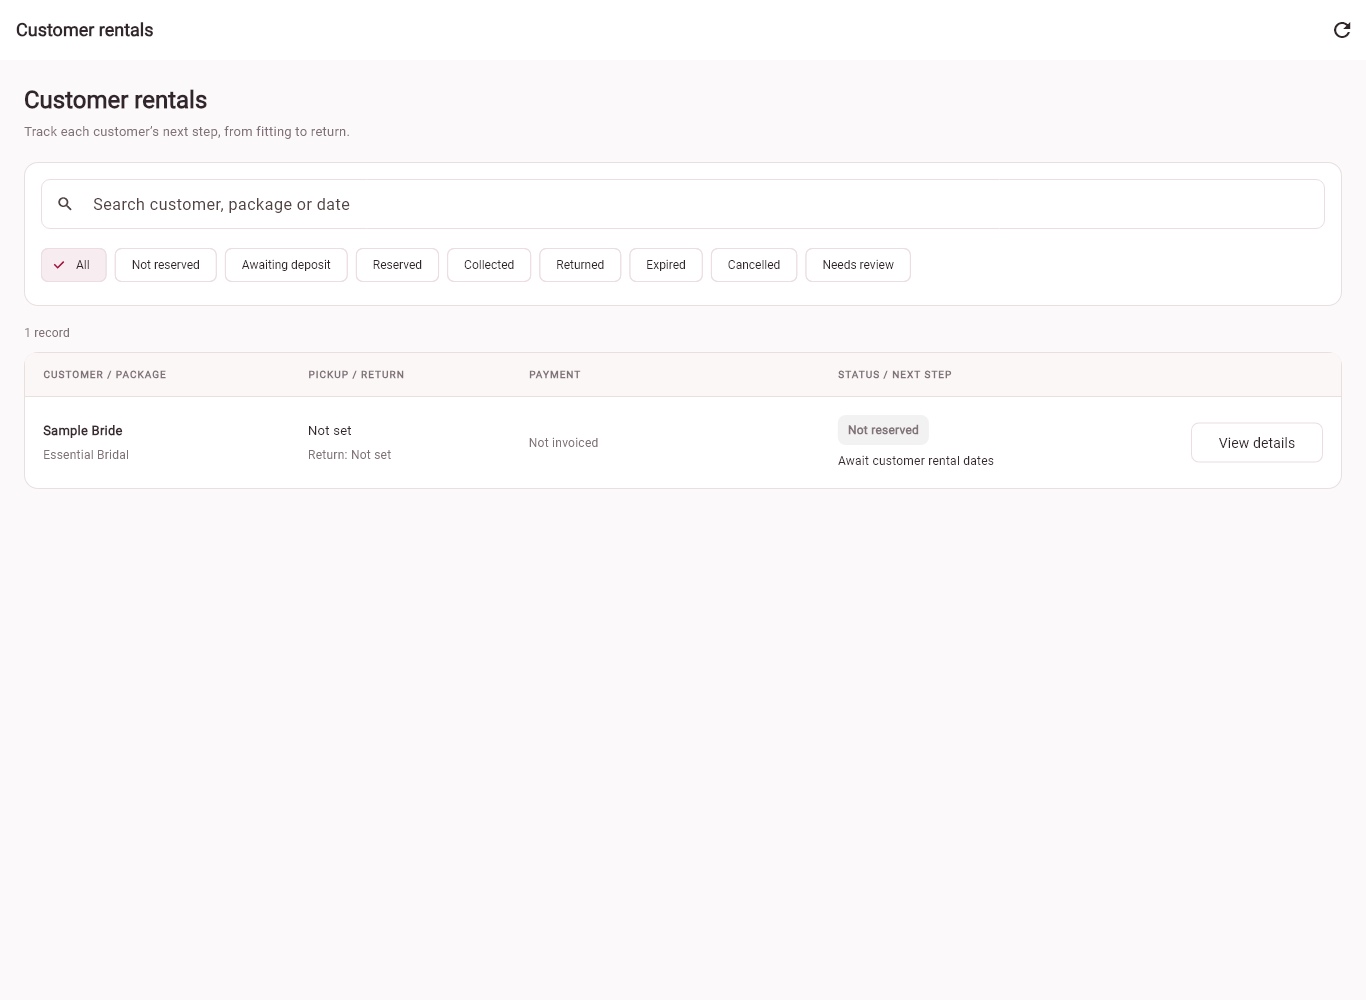 Customer rentals
Customer rentals
Track each customer's next step, from fitting to return.
Search customer, package or date
All
Not reserved
Awaiting deposit
Reserved
Collected
Returned
Expired
Cancelled
Needs review
1 record
CUSTOMER / PACKAGE
PICKUP / RETURN
PAYMENT
STATUS / NEXT STEP
Sample Bride
Essential Bridal
Not set
Return: Not set
Not invoiced
Not reserved
Await customer rental dates
View details